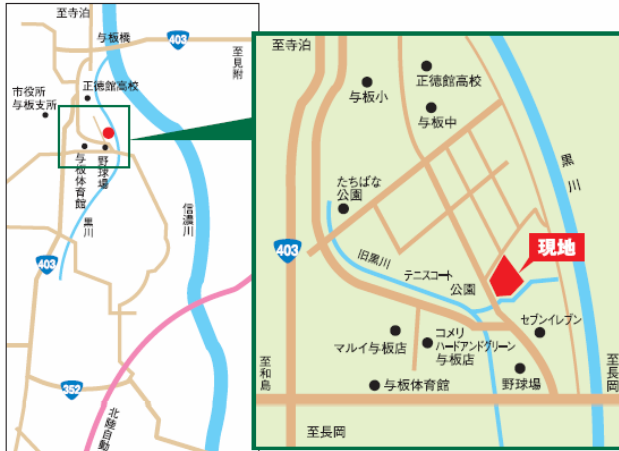 至寺泊
与板橋
403
至見附
正徳館高校
市役所
与板支所
野球場
与板体育館
黒川
信濃川
403
352
北陸自動
至寺泊
正徳館高校
与板小
与板中
黒川
たちばな
公園
403
旧黒川
現地
テニスコート
公園
セブンイレブン
マルイ与板店
コメリ
ハードアンドグリーン
与板店
至和島
与板体育館
野球場
至長岡
至長岡